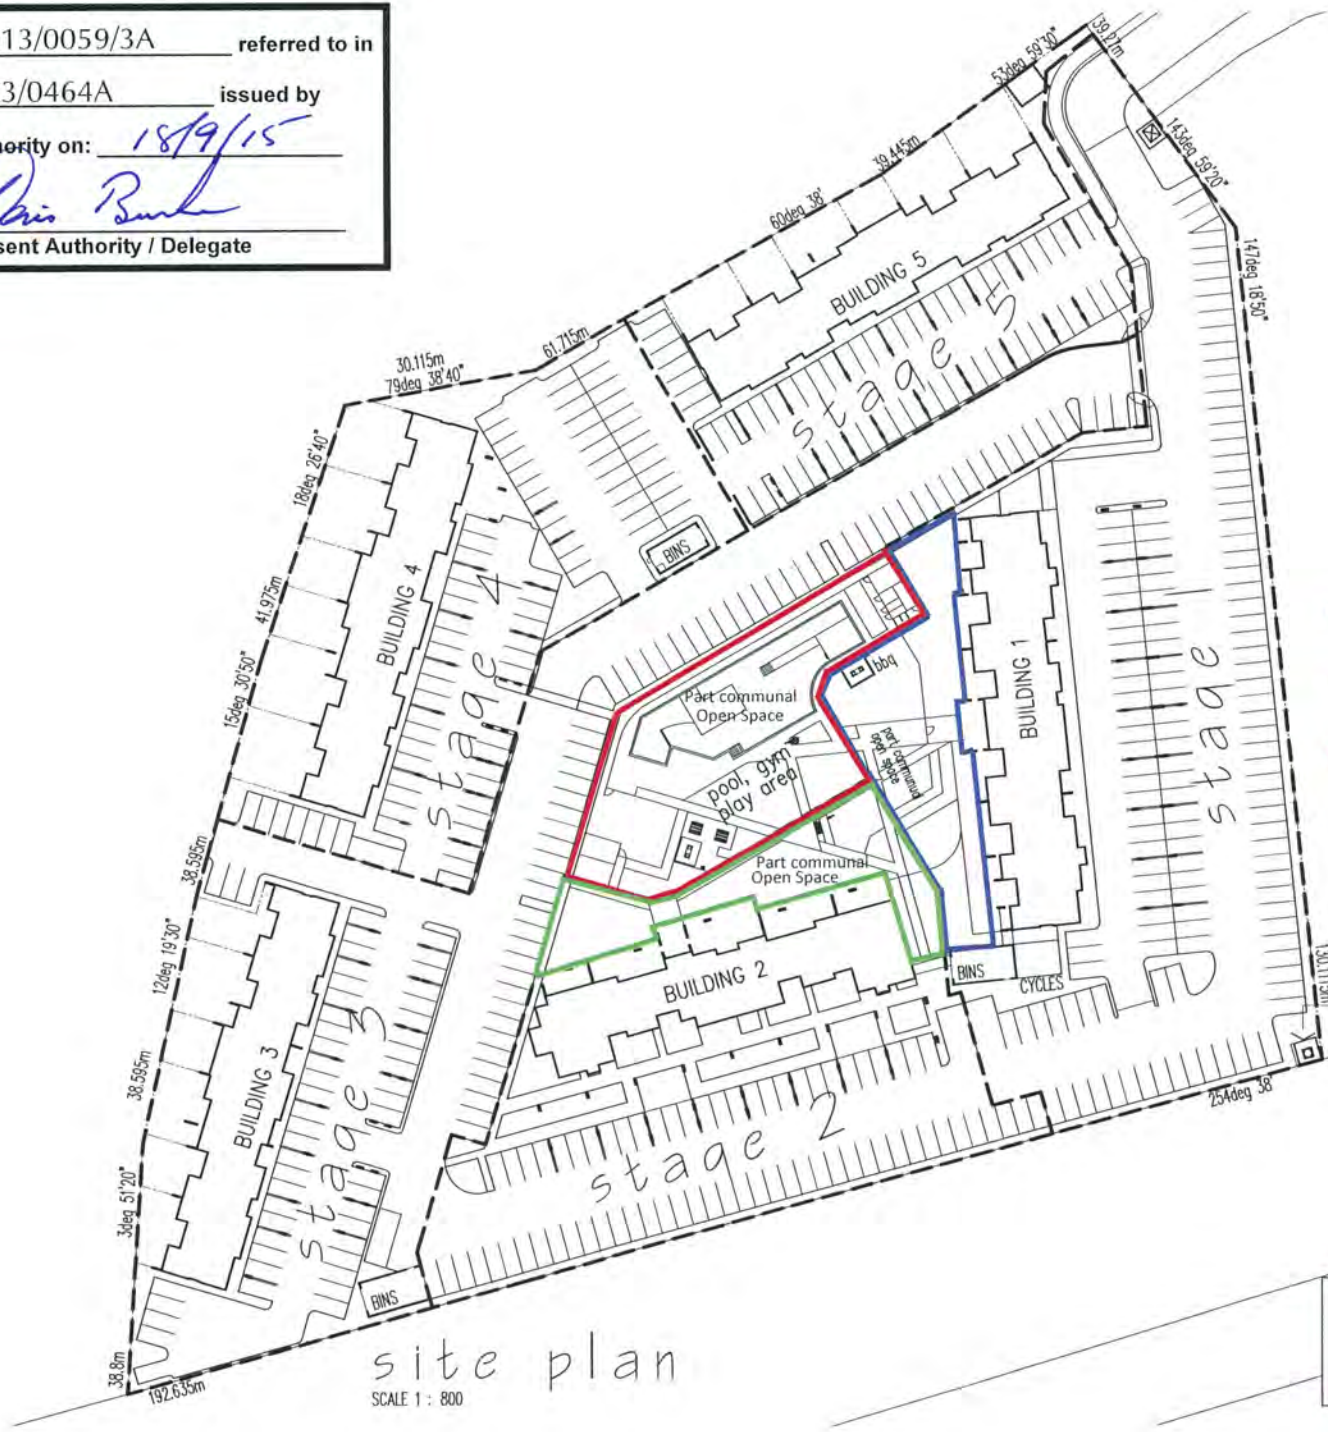 13/0059/3A referred to in
3/0464A issued by
ority on: 18/9/15
sent Authority / Delegate
39.27m
53deg 59'30"
143deg 59'20"
39.445m
60deg 38'
147deg 18'50"
BUILDING 5
stage 5
61.715m
30.115m
79deg 38'40"
18deg 26'40"
BINS
41.975m
BUILDING 4
stage 4
15deg 30'50"
bbq
Part communal
Open Space
BUILDING 1
stage
part communal
open space
pool, gym
play area
38.595m
Part communal
Open Space
12deg 19'30"
BUILDING 2
BINS
CYCLES
BUILDING 3
stage 3
38.595m
254deg 38'
stage 2
3deg 51'20"
BINS
38.8m
192.635m
site plan
SCALE 1 : 800